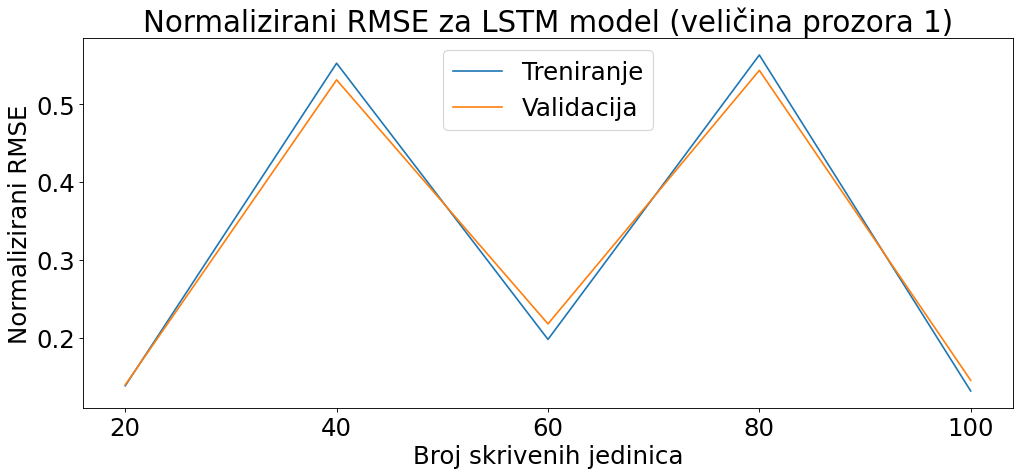 Normalizirani RMSE za LSTM model (veličina prozora 1)
Treniranje
Validacija
Normalizirani RMSE
0.5
0.4
0.3
0.2
20 40 60 80 100
Broj skrivenih jedinica